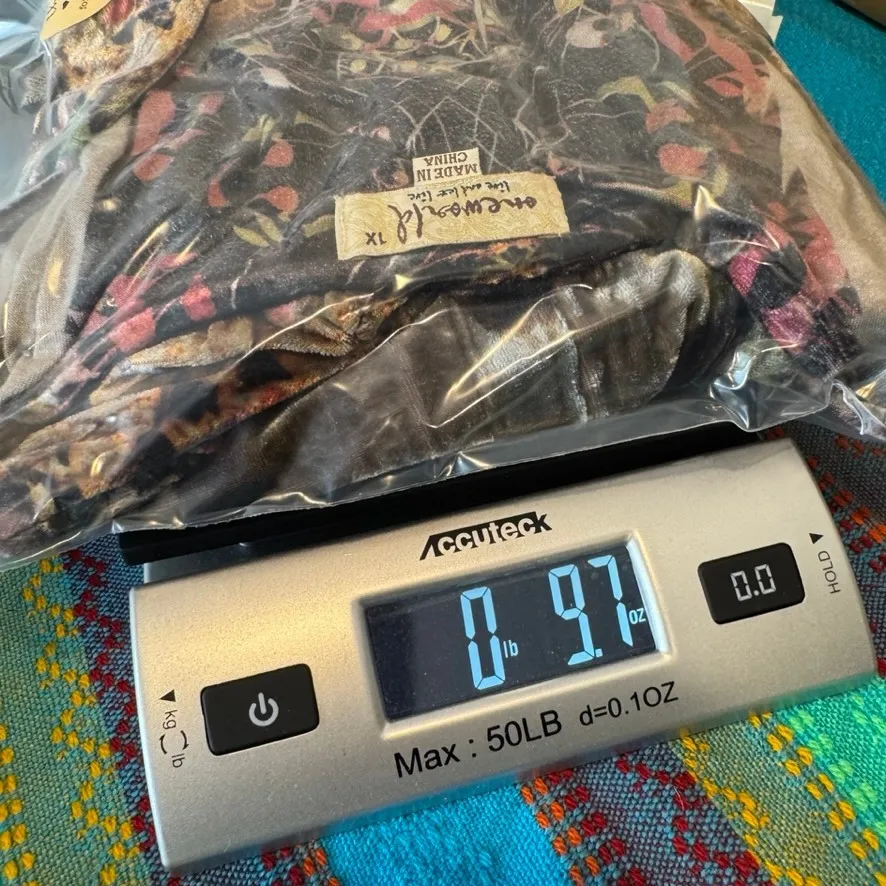 MADE IN
CHINA
live and let live
oneworld
1X
Accuteck
0 lb 9.7 oz
0.0
▲ HOLD
▼ kg lb
Max : 50LB d=0.1OZ